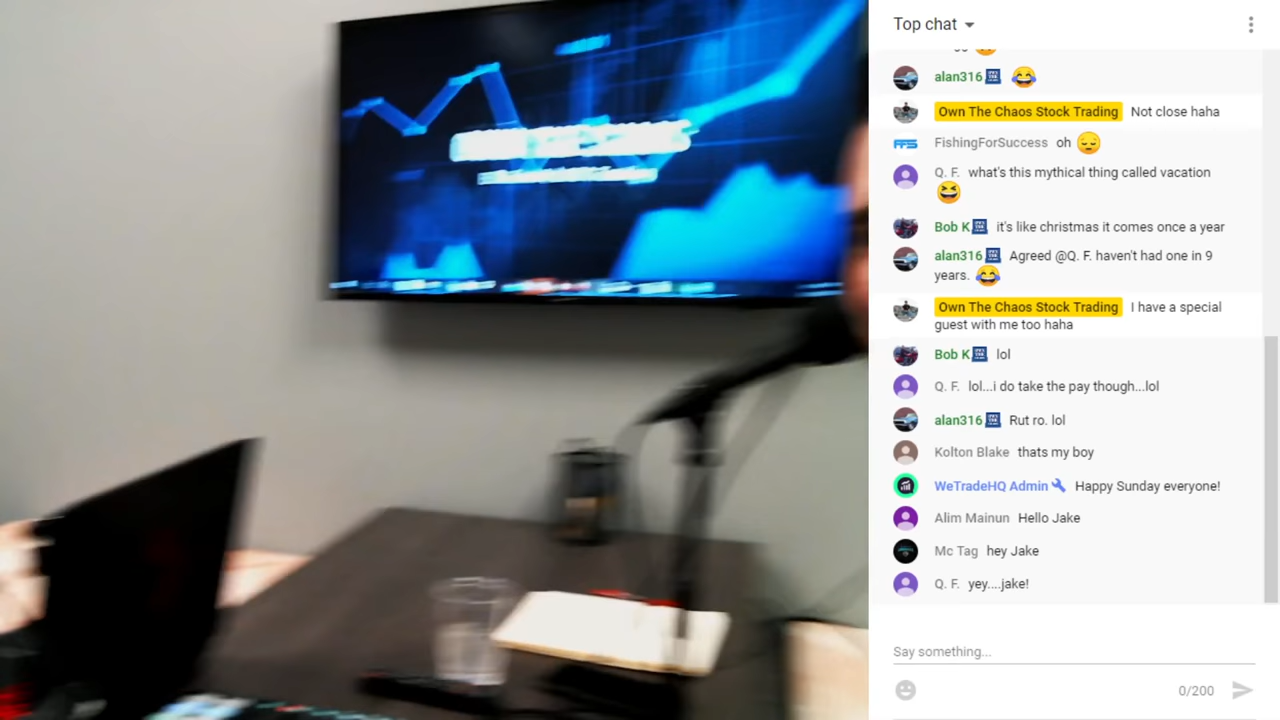 Top chat
alan316 😂
Own The Chaos Stock Trading Not close haha
FishingForSuccess oh 😔
Q. F. what's this mythical thing called vacation
😆
Bob K it's like christmas it comes once a year
alan316 Agreed @Q. F. haven't had one in 9
years. 😂
Own The Chaos Stock Trading I have a special
guest with me too haha
Bob K lol
Q. F. lol...i do take the pay though...lol
alan316 Rut ro. lol
Kolton Blake thats my boy
WeTradeHQ Admin Happy Sunday everyone!
Alim Mainun Hello Jake
Mc Tag hey Jake
Q. F. yey....jake!
Say something...
0/200